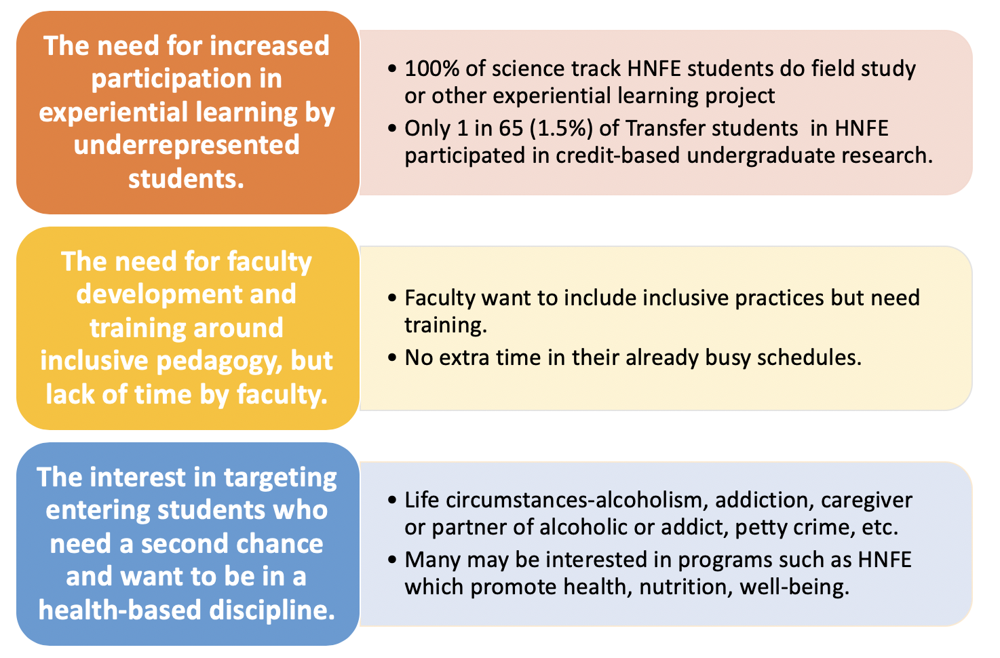 The need for increased
participation in
experiential learning by
underrepresented
students.
• 100% of science track HNFE students do field study
or other experiential learning project
• Only 1 in 65 (1.5%) of Transfer students  in HNFE
participated in credit-based undergraduate research.
The need for faculty
development and
training around
inclusive pedagogy, but
lack of time by faculty.
• Faculty want to include inclusive practices but need
training.
• No extra time in their already busy schedules.
The interest in targeting
entering students who
need a second chance
and want to be in a
health-based discipline.
• Life circumstances-alcoholism, addiction, caregiver
or partner of alcoholic or addict, petty crime, etc.
• Many may be interested in programs such as HNFE
which promote health, nutrition, well-being.